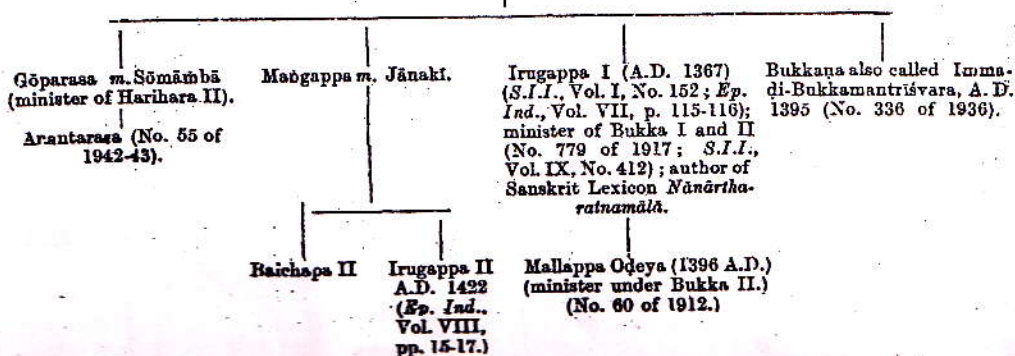 Gōparasa m. Sōmāṁbā
(minister of Harihara II).
Anantarasa (No. 55 of
1942-43).
Maṅgappa m. Jānakī.
Irugappa I (A.D. 1367)
(S.I.I., Vol. I, No. 152 ; Ep.
Ind., Vol. VII, p. 115-116);
minister of Bukka I and II
(No. 779 of 1917 ; S.I.I.,
Vol. IX, No. 412) ; author of
Sanskrit Lexicon Nānārtha-
ratnamālā.
Bukkaṇa also called Imma-
ḍi-Bukkamantrīśvara, A.D.
1395 (No. 336 of 1936).
Baichapa II
Irugappa II
A.D. 1422
(Ep. Ind.,
Vol. VIII,
pp. 15-17.)
Mallappa Oḍeya (1396 A.D.)
(minister under Bukka II.)
(No. 60 of 1912.)